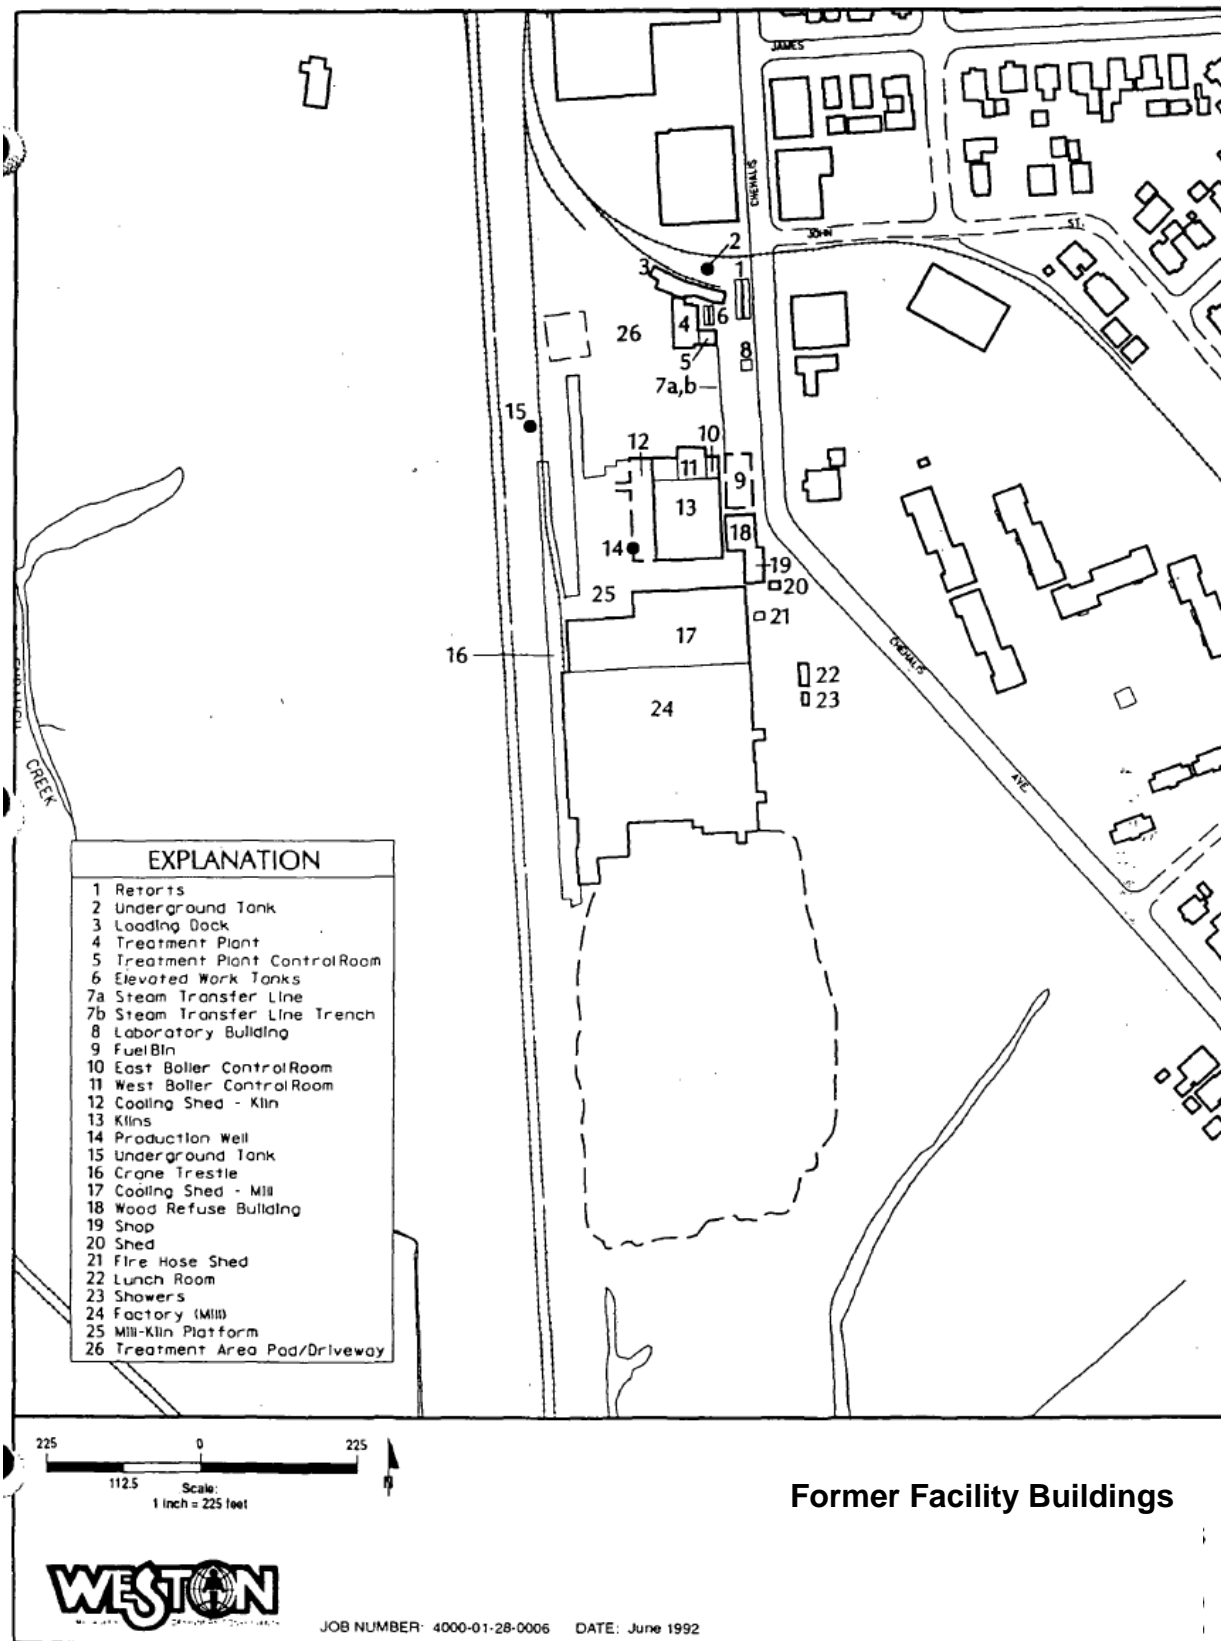 JAMES
CHEHALIS
JOHN
ST.
2
3
1
26
4
6
5
8
7a,b
15
12
10
11
9
13
18
14
19
20
25
21
17
16
22
23
24
CHEHALIS
AVE.
CREEK
EXPLANATION
1 Retorts
2 Underground Tank
3 Loading Dock
4 Treatment Plant
5 Treatment Plant Control Room
6 Elevated Work Tanks
7a Steam Transfer Line
7b Steam Transfer Line Trench
8 Laboratory Building
9 Fuel Bin
10 East Boiler Control Room
11 West Boiler Control Room
12 Cooling Shed - Kiln
13 Kilns
14 Production Well
15 Underground Tank
16 Crane Trestle
17 Cooling Shed - Mill
18 Wood Refuse Building
19 Shop
20 Shed
21 Fire Hose Shed
22 Lunch Room
23 Showers
24 Factory (Mill)
25 Mill-Kiln Platform
26 Treatment Area Pad/Driveway
225 0 225
112.5
Scale:
1 inch = 225 feet
N
Former Facility Buildings
WESTON
JOB NUMBER: 4000-01-28-0006 DATE: June 1992